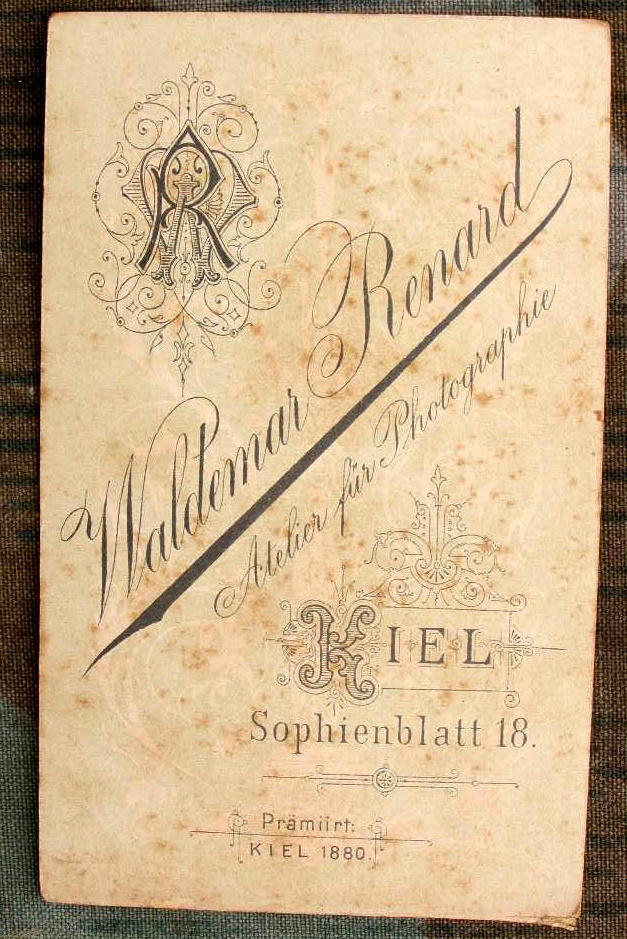 Waldemar Renard
Atelier für Photographie
KIEL
Sophienblatt 18.
Prämiirt:
KIEL 1880.